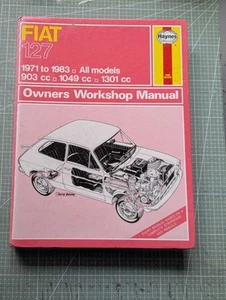 FIAT
127
Haynes
1971 to 1983 □ All models
903 cc □ 1049 cc □ 1301 cc
Owners Workshop Manual